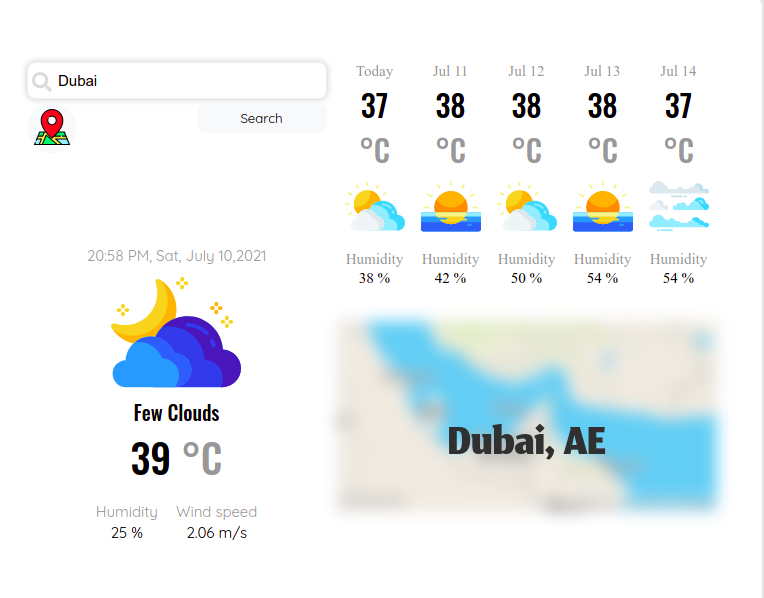 Dubai
Search
20:58 PM, Sat, July 10,2021
Few Clouds
39 °C
Humidity Wind speed
25 % 2.06 m/s
Today Jul 11 Jul 12 Jul 13 Jul 14
37 38 38 38 37
°C °C °C °C °C
Humidity Humidity Humidity Humidity Humidity
38 % 42 % 50 % 54 % 54 %
Dubai, AE